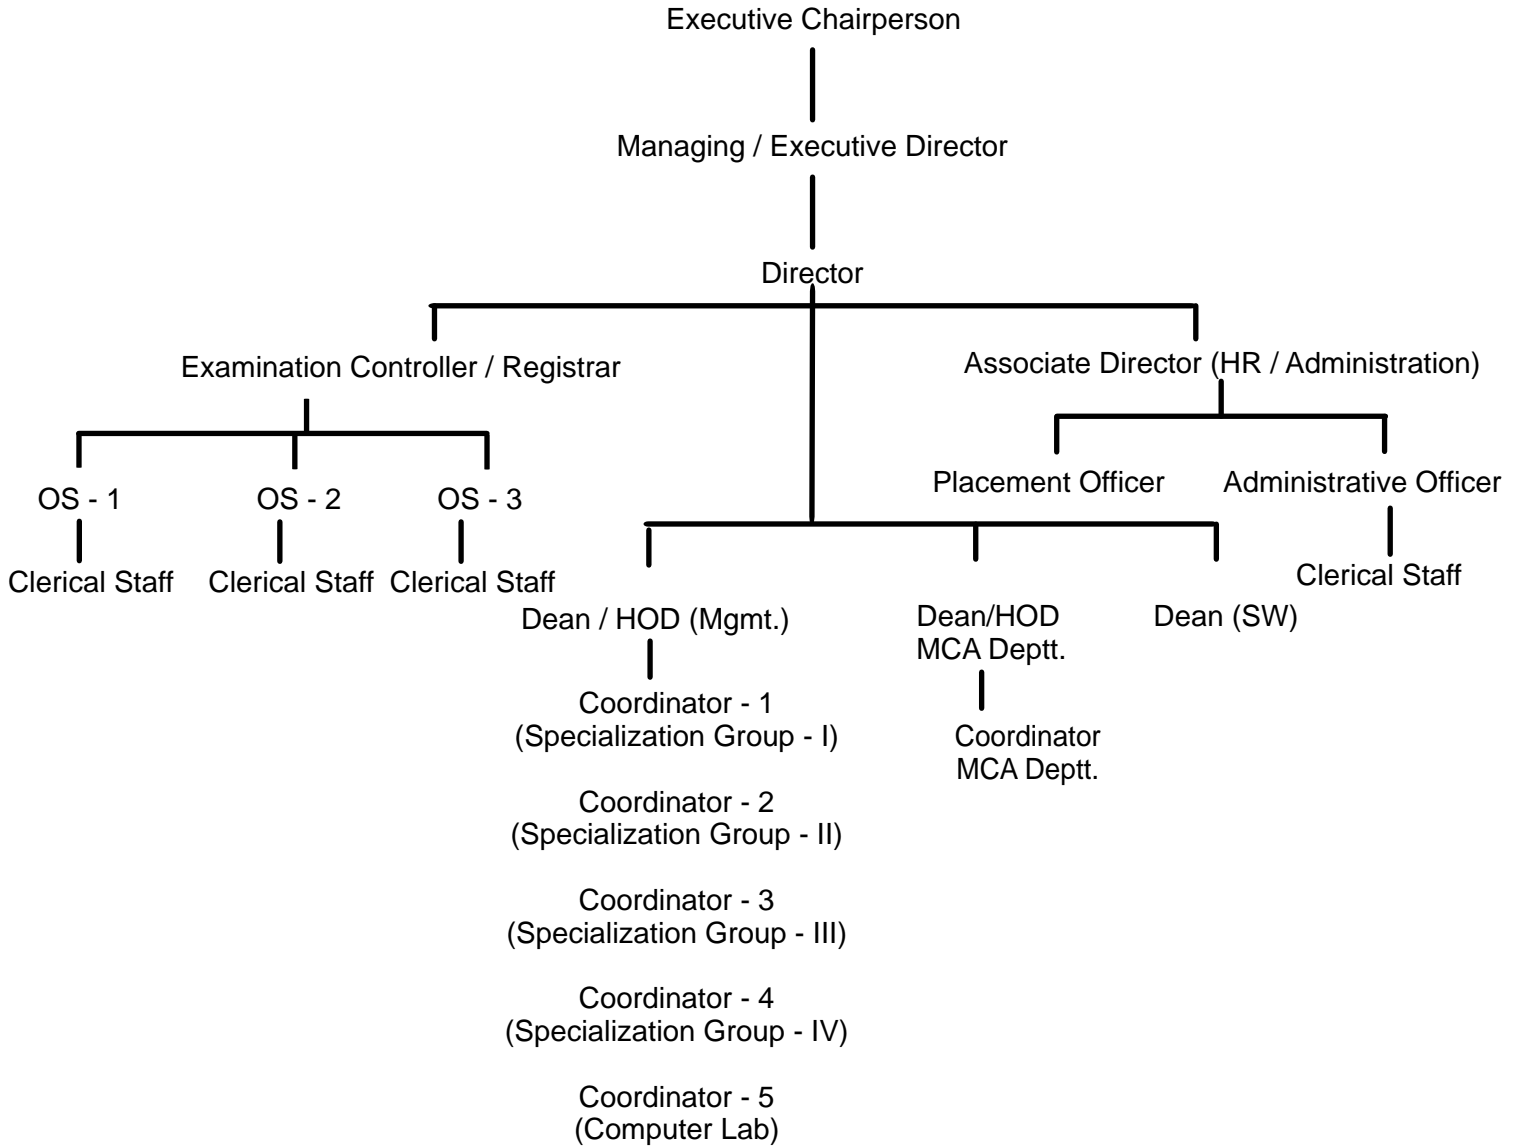 Executive Chairperson
Managing / Executive Director
Director
Examination Controller / Registrar
Associate Director (HR / Administration)
OS - 1
OS - 2
OS - 3
Placement Officer
Administrative Officer
Clerical Staff
Clerical Staff
Clerical Staff
Clerical Staff
Dean / HOD (Mgmt.)
Dean/HOD
MCA Deptt.
Dean (SW)
Coordinator - 1
(Specialization Group - I)
Coordinator
MCA Deptt.
Coordinator - 2
(Specialization Group - II)
Coordinator - 3
(Specialization Group - III)
Coordinator - 4
(Specialization Group - IV)
Coordinator - 5
(Computer Lab)